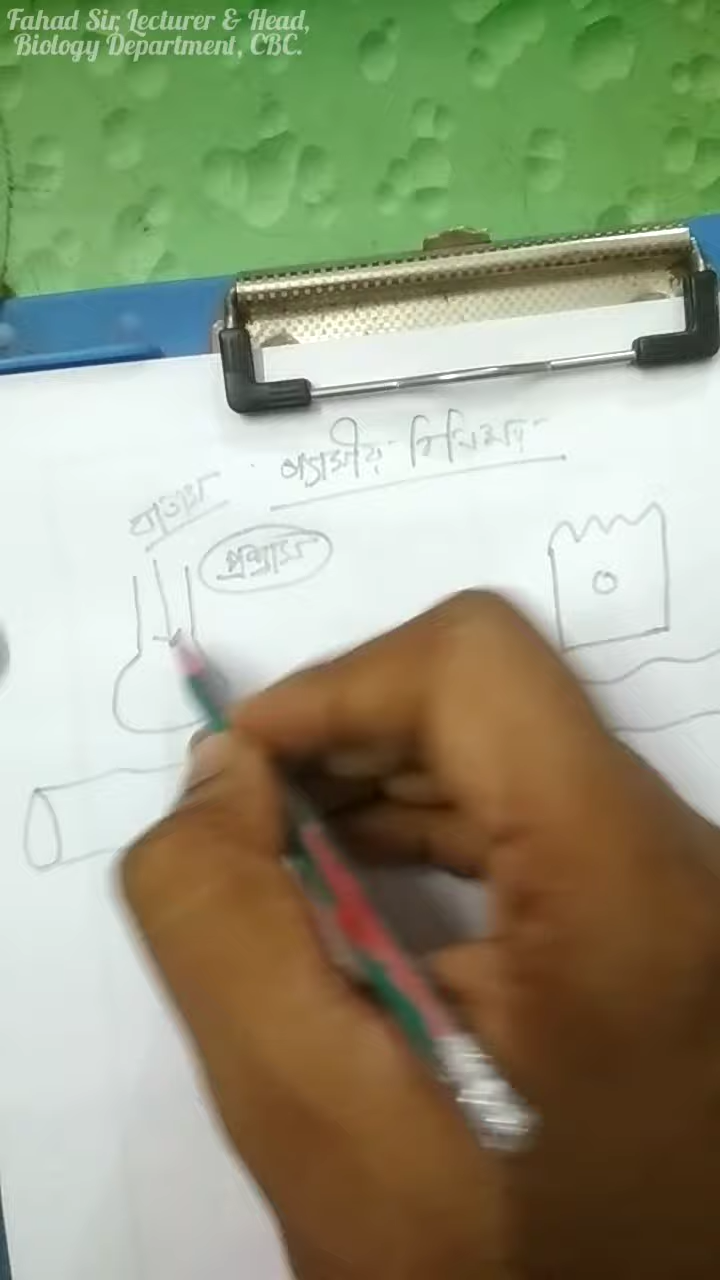 Fahad Sir, Lecturer & Head,
Biology Department, CBC.
গ্যাসীয় বিনিময়
বাতাস
প্রশ্বাস